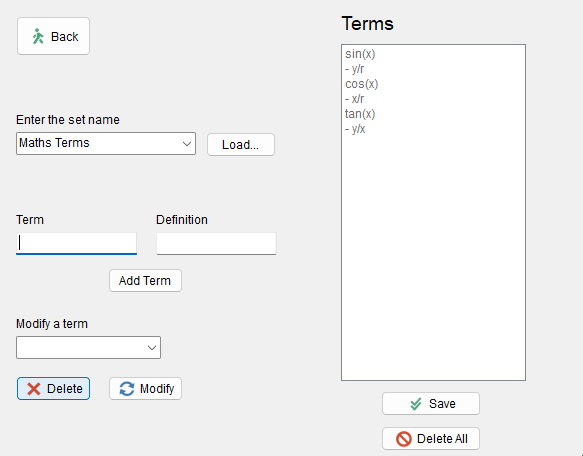 Back
Enter the set name
Maths Terms
Load...
Term
Definition
Add Term
Modify a term
Delete
Modify
Terms
sin(x)
- y/r
cos(x)
- x/r
tan(x)
- y/x
Save
Delete All